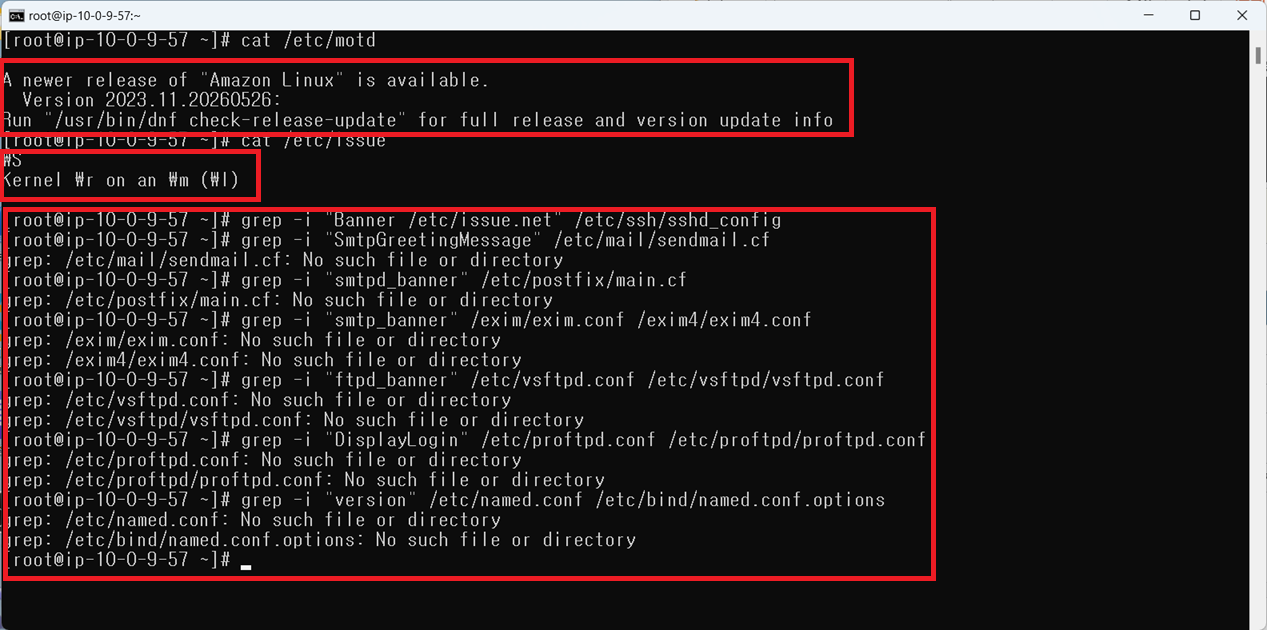 root@ip-10-0-9-57:~
[root@ip-10-0-9-57 ~]# cat /etc/motd
A newer release of "Amazon Linux" is available.
Version 2023.11.20260526:
Run "/usr/bin/dnf check-release-update" for full release and version update info
[root@ip-10-0-9-57 ~]# cat /etc/issue
₩S
Kernel ₩r on an ₩m (₩l)
[root@ip-10-0-9-57 ~]# grep -i "Banner /etc/issue.net" /etc/ssh/sshd_config
[root@ip-10-0-9-57 ~]# grep -i "SmtpGreetingMessage" /etc/mail/sendmail.cf
grep: /etc/mail/sendmail.cf: No such file or directory
[root@ip-10-0-9-57 ~]# grep -i "smtpd_banner" /etc/postfix/main.cf
grep: /etc/postfix/main.cf: No such file or directory
[root@ip-10-0-9-57 ~]# grep -i "smtp_banner" /exim/exim.conf /exim4/exim4.conf
grep: /exim/exim.conf: No such file or directory
grep: /exim4/exim4.conf: No such file or directory
[root@ip-10-0-9-57 ~]# grep -i "ftpd_banner" /etc/vsftpd.conf /etc/vsftpd/vsftpd.conf
grep: /etc/vsftpd.conf: No such file or directory
grep: /etc/vsftpd/vsftpd.conf: No such file or directory
[root@ip-10-0-9-57 ~]# grep -i "DisplayLogin" /etc/proftpd.conf /etc/proftpd/proftpd.conf
grep: /etc/proftpd.conf: No such file or directory
grep: /etc/proftpd/proftpd.conf: No such file or directory
[root@ip-10-0-9-57 ~]# grep -i "version" /etc/named.conf /etc/bind/named.conf.options
grep: /etc/named.conf: No such file or directory
grep: /etc/bind/named.conf.options: No such file or directory
[root@ip-10-0-9-57 ~]#